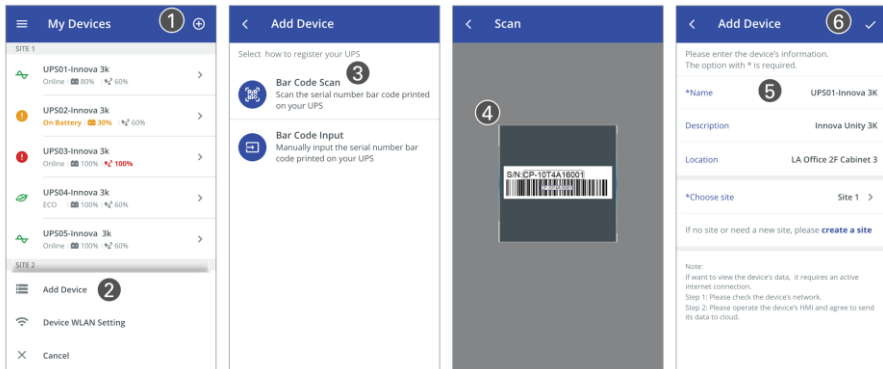 My Devices
1
SITE 1
UPS01-Innova 3k
Online 80% 60%
UPS02-Innova 3k
On Battery 30% 60%
UPS03-Innova 3k
Online 100% 100%
UPS04-Innova 3k
ECO 100% 60%
UPS05-Innova 3k
Online 100% 60%
SITE 2
Add Device
2
Device WLAN Setting
Cancel
Add Device
Select how to register your UPS
3
Bar Code Scan
Scan the serial number bar code printed
on your UPS
Bar Code Input
Manually input the serial number bar
code printed on your UPS
Scan
4
S/N:CP-10T4A16001
Add Device
6
Please enter the device's information.
The option with * is required.
*Name
5
UPS01-Innova 3K
Description
Innova Unity 3K
Location
LA Office 2F Cabinet 3
*Choose site
Site 1
If no site or need a new site, please create a site
Note:
If want to view the device's data, it requires an active
internet connection.
Step 1: Please check the device's network.
Step 2: Please operate the device's HMI and agree to send
its data to cloud.